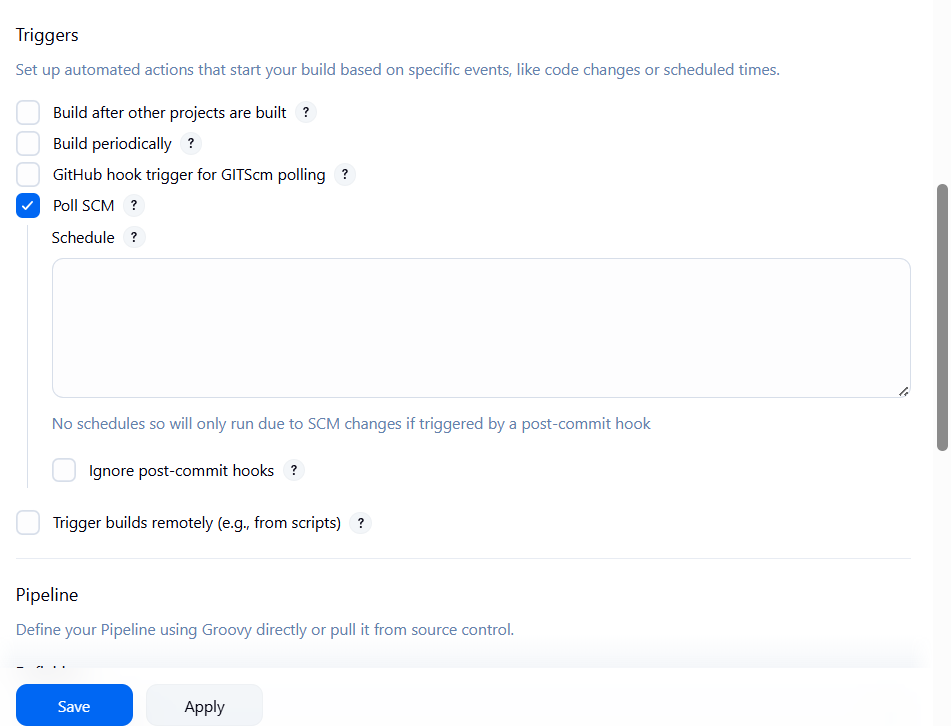 Triggers
Set up automated actions that start your build based on specific events, like code changes or scheduled times.
Build after other projects are built ?
Build periodically ?
GitHub hook trigger for GITScm polling ?
Poll SCM ?
Schedule ?
No schedules so will only run due to SCM changes if triggered by a post-commit hook
Ignore post-commit hooks ?
Trigger builds remotely (e.g., from scripts) ?
Pipeline
Define your Pipeline using Groovy directly or pull it from source control.
Save Apply